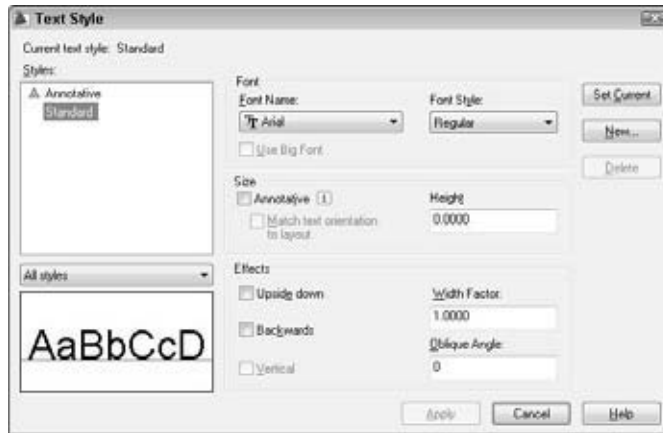 Text Style
Current text style: Standard
Styles:
Annotative
Standard
All styles
AaBbCcD
Font
Font Name:
Arial
Font Style:
Regular
Use Big Font
Size
Annotative
Match text orientation
to layout
Height
0.0000
Effects
Upside down
Backwards
Vertical
Width Factor:
1.0000
Oblique Angle:
0
Set Current
New...
Delete
Apply
Cancel
Help